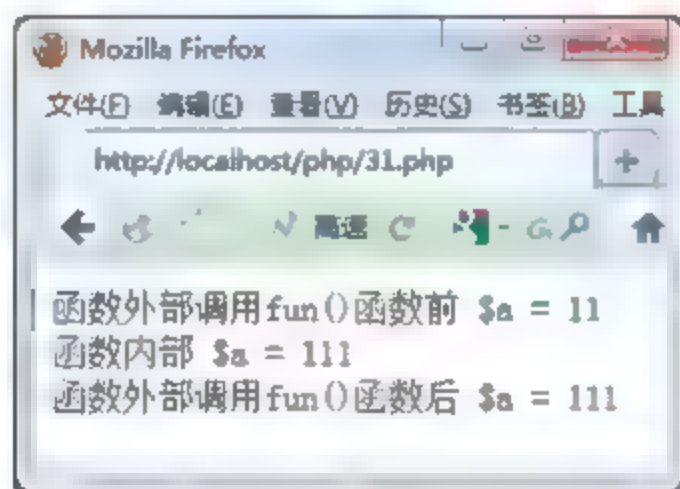 Mozilla Firefox
文件(F) 编辑(E) 查看(V) 历史(S) 书签(B) 工具
http://localhost/php/31.php
+
函数外部调用fun()函数前 $a = 11
函数内部 $a = 111
函数外部调用fun()函数后 $a = 111